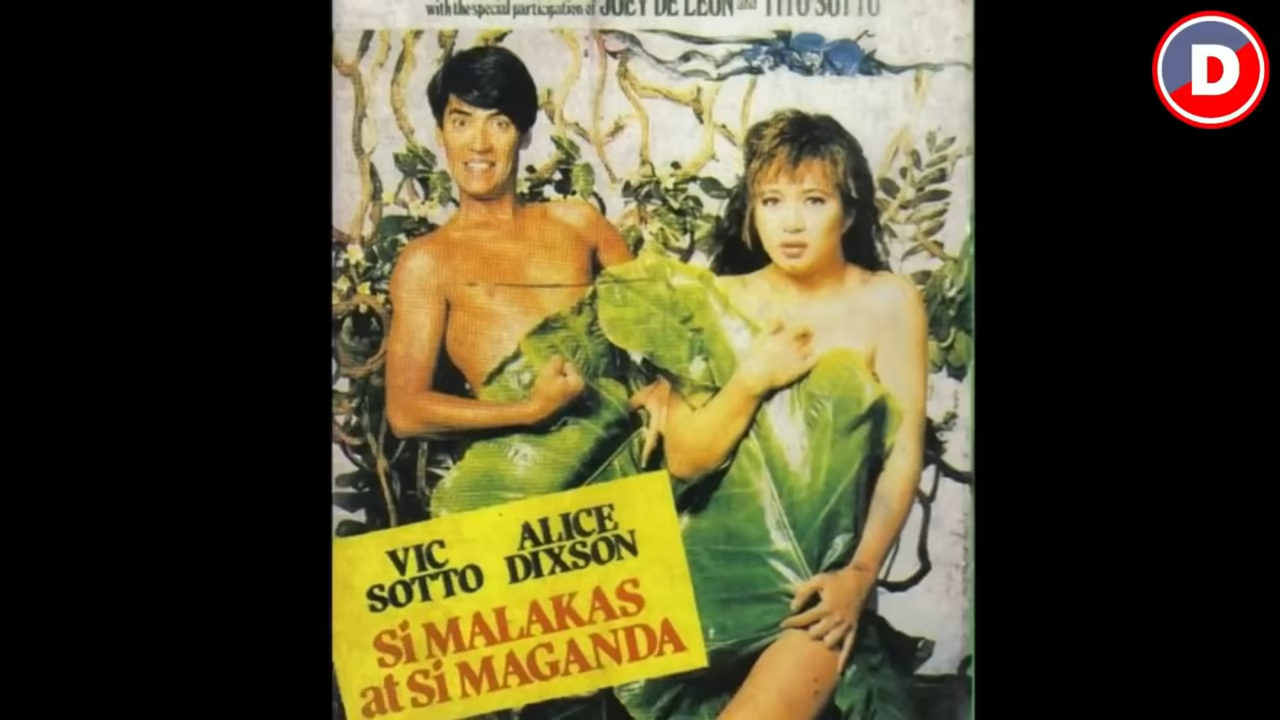 with the special participation of JOEY DE LEON and TITO SOTTO
D
VIC ALICE
SOTTO DIXSON
Si MALAKAS
at Si MAGANDA